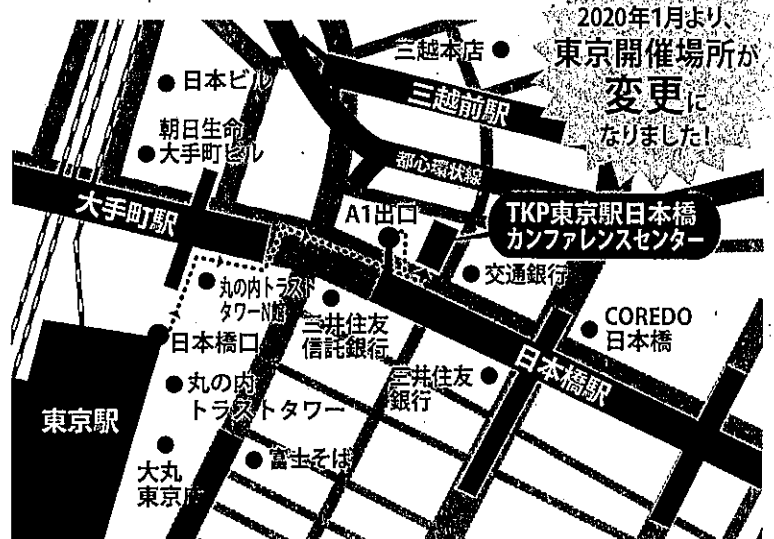 2020年1月より、
東京開催場所が
変更に
なりました!
三越本店
日本ビル
三越前駅
朝日生命
大手町ビル
都心環状線
大手町駅
A1出口
TKP東京駅日本橋
カンファレンスセンター
丸の内トラスト
タワーN館
交通銀行
三井住友
信託銀行
COREDO
日本橋
日本橋口
日本橋駅
三井住友
銀行
丸の内
トラストタワー
東京駅
富士そば
大丸
東京店